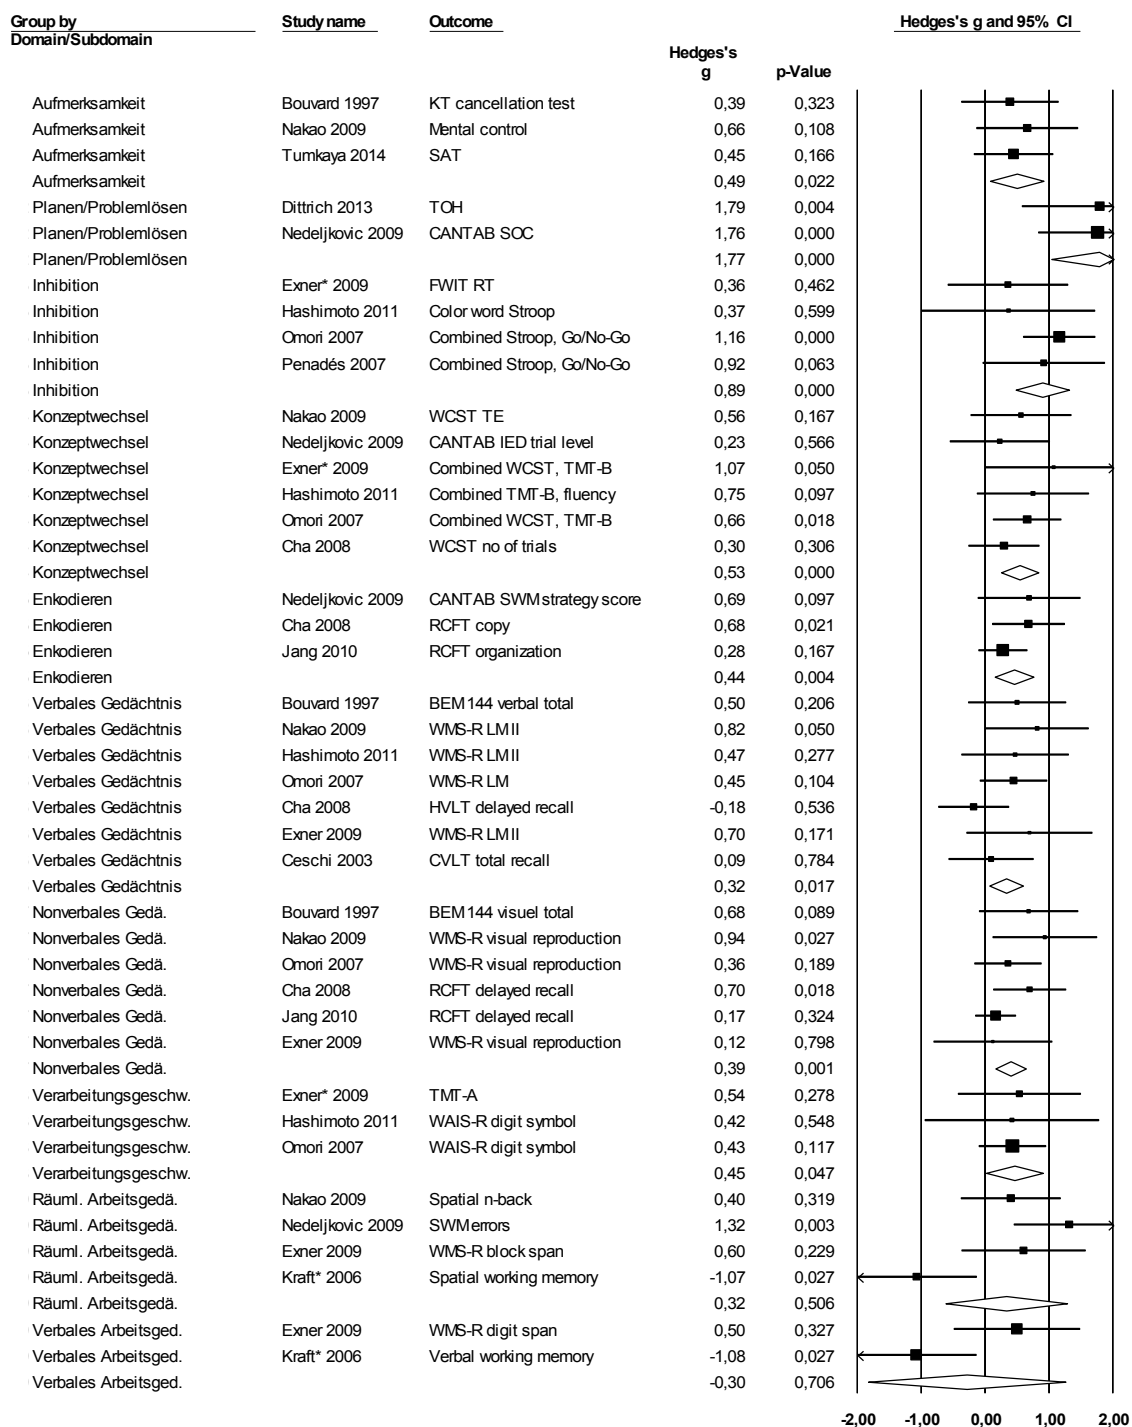 Group by Study name Outcome Hedges's g and 95% CI
Domain/Subdomain
Hedges's
g p-Value
Aufmerksamkeit Bouvard 1997 KT cancellation test 0,39 0,323
Aufmerksamkeit Nakao 2009 Mental control 0,66 0,108
Aufmerksamkeit Tumkaya 2014 SAT 0,45 0,166
Aufmerksamkeit 0,49 0,022
Planen/Problemlösen Dittrich 2013 TOH 1,79 0,004
Planen/Problemlösen Nedeljkovic 2009 CANTAB SOC 1,76 0,000
Planen/Problemlösen 1,77 0,000
Inhibition Exner* 2009 FWIT RT 0,36 0,462
Inhibition Hashimoto 2011 Color word Stroop 0,37 0,599
Inhibition Omori 2007 Combined Stroop, Go/No-Go 1,16 0,000
Inhibition Penadés 2007 Combined Stroop, Go/No-Go 0,92 0,063
Inhibition 0,89 0,000
Konzeptwechsel Nakao 2009 WCST TE 0,56 0,167
Konzeptwechsel Nedeljkovic 2009 CANTAB IED trial level 0,23 0,566
Konzeptwechsel Exner* 2009 Combined WCST, TMT-B 1,07 0,050
Konzeptwechsel Hashimoto 2011 Combined TMT-B, fluency 0,75 0,097
Konzeptwechsel Omori 2007 Combined WCST, TMT-B 0,66 0,018
Konzeptwechsel Cha 2008 WCST no of trials 0,30 0,306
Konzeptwechsel 0,53 0,000
Enkodieren Nedeljkovic 2009 CANTAB SWM strategy score 0,69 0,097
Enkodieren Cha 2008 RCFT copy 0,68 0,021
Enkodieren Jang 2010 RCFT organization 0,28 0,167
Enkodieren 0,44 0,004
Verbales Gedächtnis Bouvard 1997 BEM 144 verbal total 0,50 0,206
Verbales Gedächtnis Nakao 2009 WMS-R LM II 0,82 0,050
Verbales Gedächtnis Hashimoto 2011 WMS-R LM II 0,47 0,277
Verbales Gedächtnis Omori 2007 WMS-R LM 0,45 0,104
Verbales Gedächtnis Cha 2008 HVLT delayed recall -0,18 0,536
Verbales Gedächtnis Exner 2009 WMS-R LM II 0,70 0,171
Verbales Gedächtnis Ceschi 2003 CVLT total recall 0,09 0,784
Verbales Gedächtnis 0,32 0,017
Nonverbales Gedä. Bouvard 1997 BEM 144 visuel total 0,68 0,089
Nonverbales Gedä. Nakao 2009 WMS-R visual reproduction 0,94 0,027
Nonverbales Gedä. Omori 2007 WMS-R visual reproduction 0,36 0,189
Nonverbales Gedä. Cha 2008 RCFT delayed recall 0,70 0,018
Nonverbales Gedä. Jang 2010 RCFT delayed recall 0,17 0,324
Nonverbales Gedä. Exner 2009 WMS-R visual reproduction 0,12 0,798
Nonverbales Gedä. 0,39 0,001
Verarbeitungsgeschw. Exner* 2009 TMT-A 0,54 0,278
Verarbeitungsgeschw. Hashimoto 2011 WAIS-R digit symbol 0,42 0,548
Verarbeitungsgeschw. Omori 2007 WAIS-R digit symbol 0,43 0,117
Verarbeitungsgeschw. 0,45 0,047
Räuml. Arbeitsgedä. Nakao 2009 Spatial n-back 0,40 0,319
Räuml. Arbeitsgedä. Nedeljkovic 2009 SWM errors 1,32 0,003
Räuml. Arbeitsgedä. Exner 2009 WMS-R block span 0,60 0,229
Räuml. Arbeitsgedä. Kraft* 2006 Spatial working memory -1,07 0,027
Räuml. Arbeitsgedä. 0,32 0,506
Verbales Arbeitsged. Exner 2009 WMS-R digit span 0,50 0,327
Verbales Arbeitsged. Kraft* 2006 Verbal working memory -1,08 0,027
Verbales Arbeitsged. -0,30 0,706
-2,00 -1,00 0,00 1,00 2,00